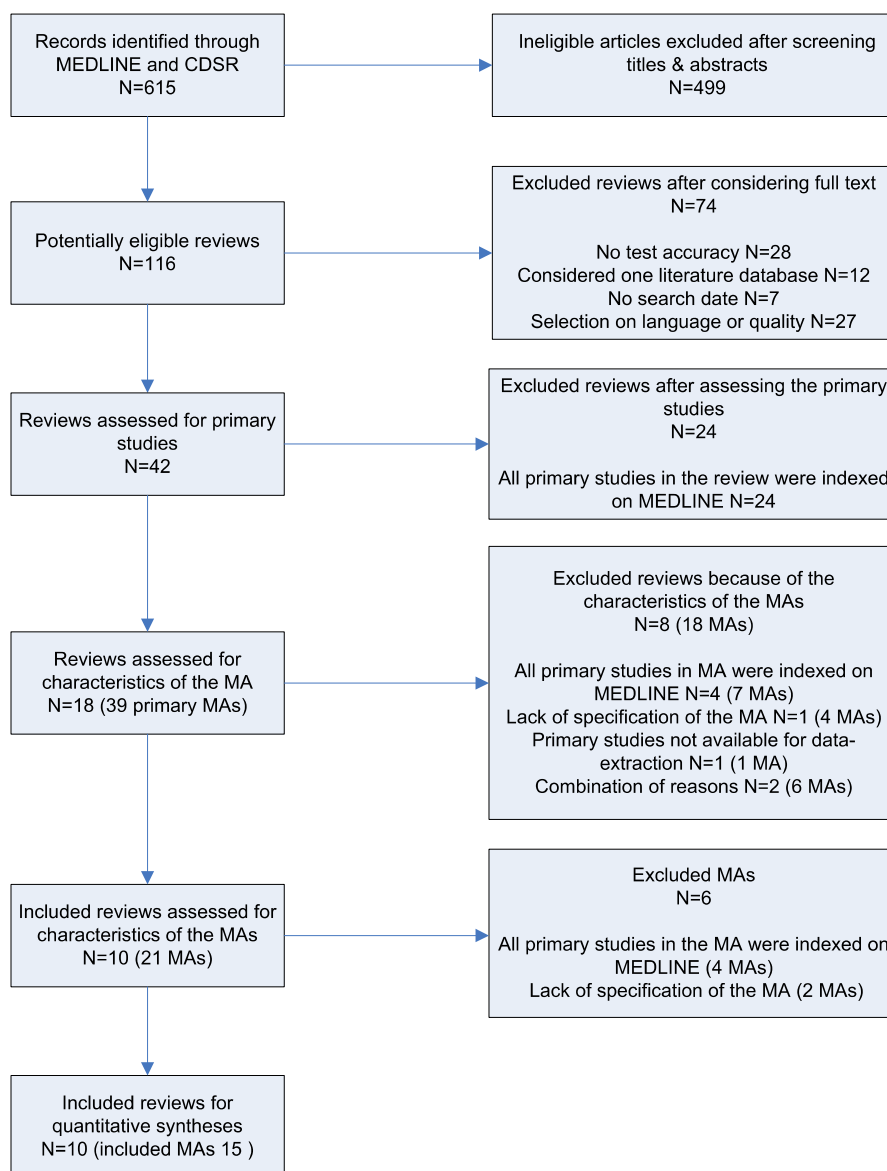 Records identified through
MEDLINE and CDSR
N=615
Ineligible articles excluded after screening
titles & abstracts
N=499
Potentially eligible reviews
N=116
Excluded reviews after considering full text
N=74
No test accuracy N=28
Considered one literature database N=12
No search date N=7
Selection on language or quality N=27
Reviews assessed for primary
studies
N=42
Excluded reviews after assessing the primary
studies
N=24
All primary studies in the review were indexed
on MEDLINE N=24
Reviews assessed for
characteristics of the MA
N=18 (39 primary MAs)
Excluded reviews because of the
characteristics of the MAs
N=8 (18 MAs)
All primary studies in MA were indexed on
MEDLINE N=4 (7 MAs)
Lack of specification of the MA N=1 (4 MAs)
Primary studies not available for data-
extraction N=1 (1 MA)
Combination of reasons N=2 (6 MAs)
Included reviews assessed for
characteristics of the MAs
N=10 (21 MAs)
Excluded MAs
N=6
All primary studies in the MA were indexed on
MEDLINE (4 MAs)
Lack of specification of the MA (2 MAs)
Included reviews for
quantitative syntheses
N=10 (included MAs 15 )